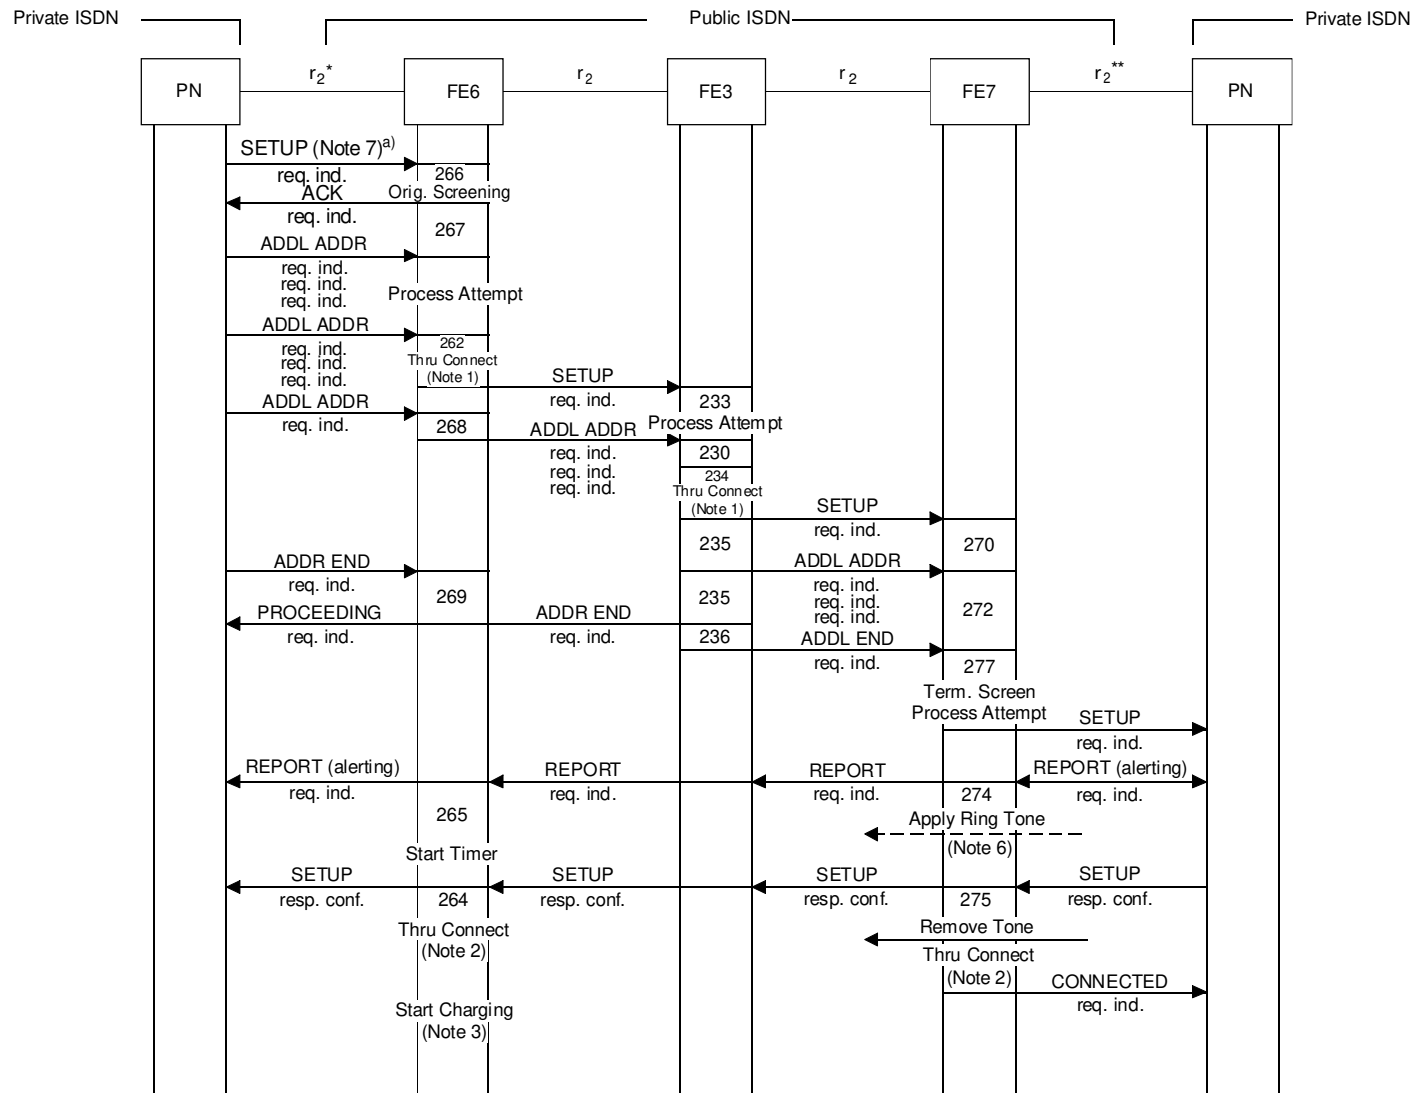 Private ISDN
Public ISDN
Private ISDN
PN
r2*
FE6
r2
FE3
r2
FE7
r2**
PN
SETUP (Note 7)a)
req. ind.
266
ACK
Orig. Screening
req. ind.
267
ADDL ADDR
req. ind.
req. ind.
req. ind.
Process Attempt
ADDL ADDR
req. ind.
req. ind.
req. ind.
262
Thru Connect
(Note 1)
SETUP
req. ind.
233
Process Attempt
ADDL ADDR
req. ind.
268
ADDL ADDR
req. ind.
req. ind.
req. ind.
230
234
Thru Connect
(Note 1)
SETUP
req. ind.
235
270
ADDR END
req. ind.
269
ADDL ADDR
req. ind.
req. ind.
req. ind.
235
272
PROCEEDING
req. ind.
ADDR END
req. ind.
236
ADDL END
req. ind.
277
Term. Screen
Process Attempt
SETUP
req. ind.
REPORT (alerting)
req. ind.
REPORT
req. ind.
REPORT
req. ind.
REPORT (alerting)
req. ind.
274
265
Apply Ring Tone
(Note 6)
Start Timer
SETUP
resp. conf.
264
SETUP
resp. conf.
SETUP
resp. conf.
275
SETUP
resp. conf.
Thru Connect
(Note 2)
Remove Tone
Thru Connect
(Note 2)
CONNECTED
req. ind.
Start Charging
(Note 3)